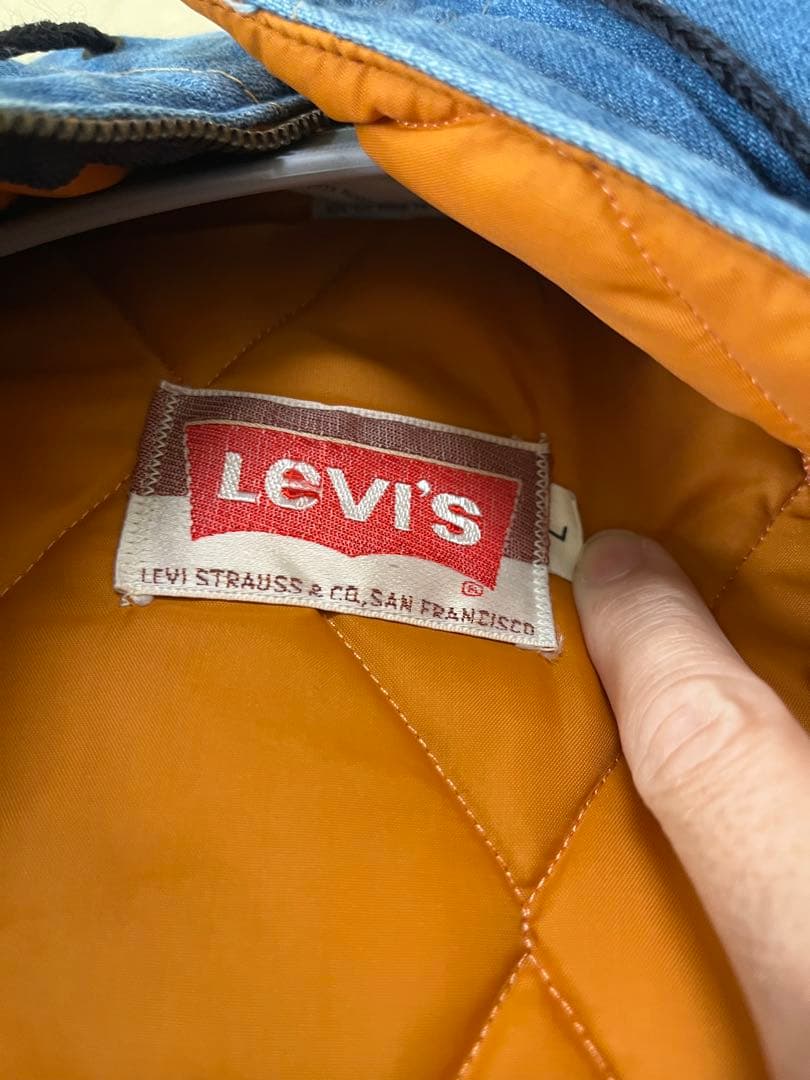 LEVI'S
®
LEVI STRAUSS & CO., SAN FRANCISCO
L